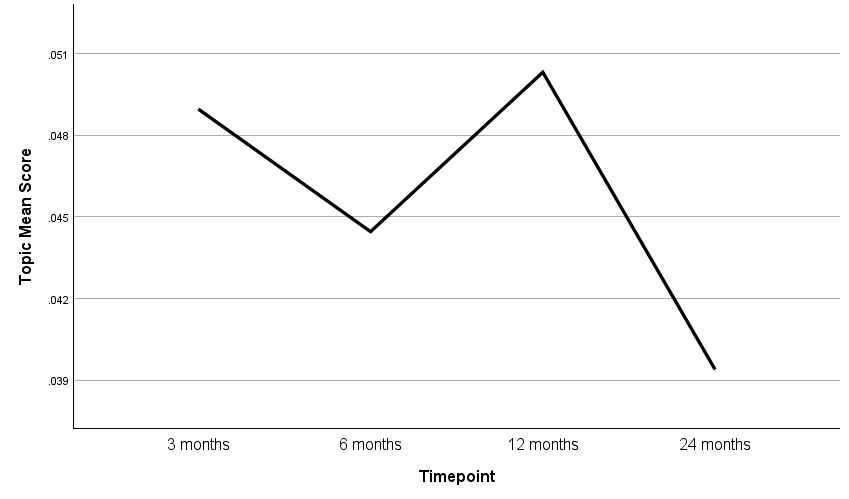 .051
.048
.045
.042
.039
Topic Mean Score
3 months
6 months
12 months
24 months
Timepoint